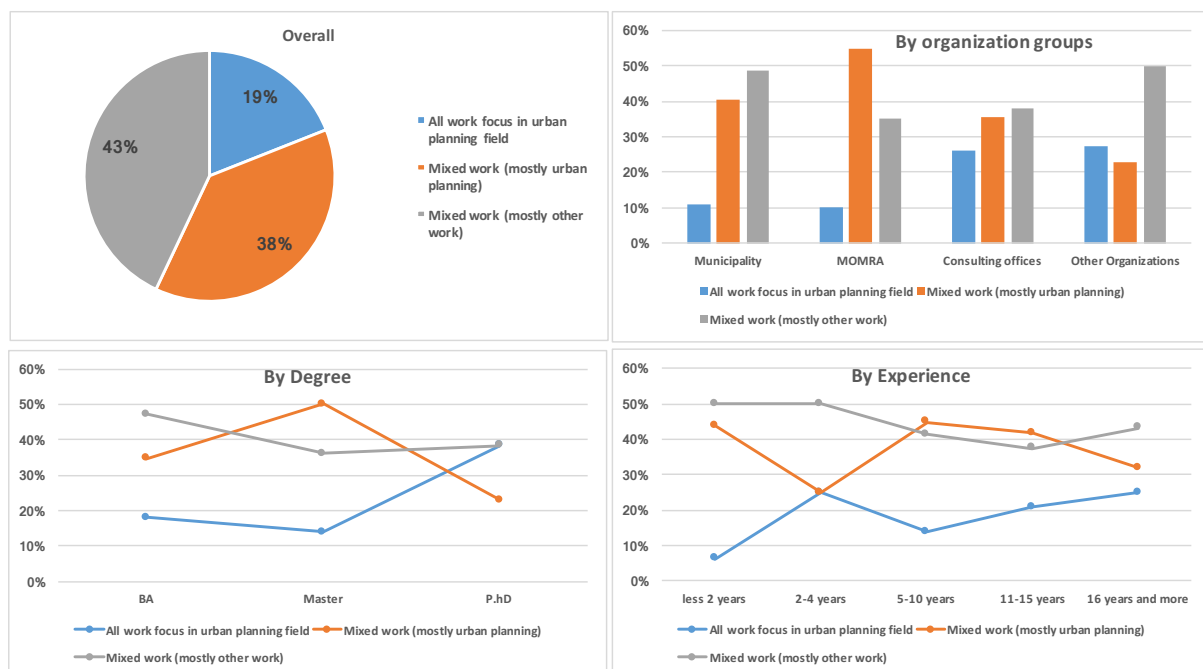 Overall
19%
38%
43%
All work focus in urban
planning field
Mixed work (mostly urban
planning)
Mixed work (mostly other
work)
By organization groups
60%
50%
40%
30%
20%
10%
0%
Municipality MOMRA Consulting offices Other Organizations
All work focus in urban planning field Mixed work (mostly urban planning)
Mixed work (mostly other work)
By Degree
60%
50%
40%
30%
20%
10%
0%
BA Master P.hD
All work focus in urban planning field Mixed work (mostly urban planning)
Mixed work (mostly other work)
By Experience
60%
50%
40%
30%
20%
10%
0%
less 2 years 2-4 years 5-10 years 11-15 years 16 years and more
All work focus in urban planning field Mixed work (mostly urban planning)
Mixed work (mostly other work)